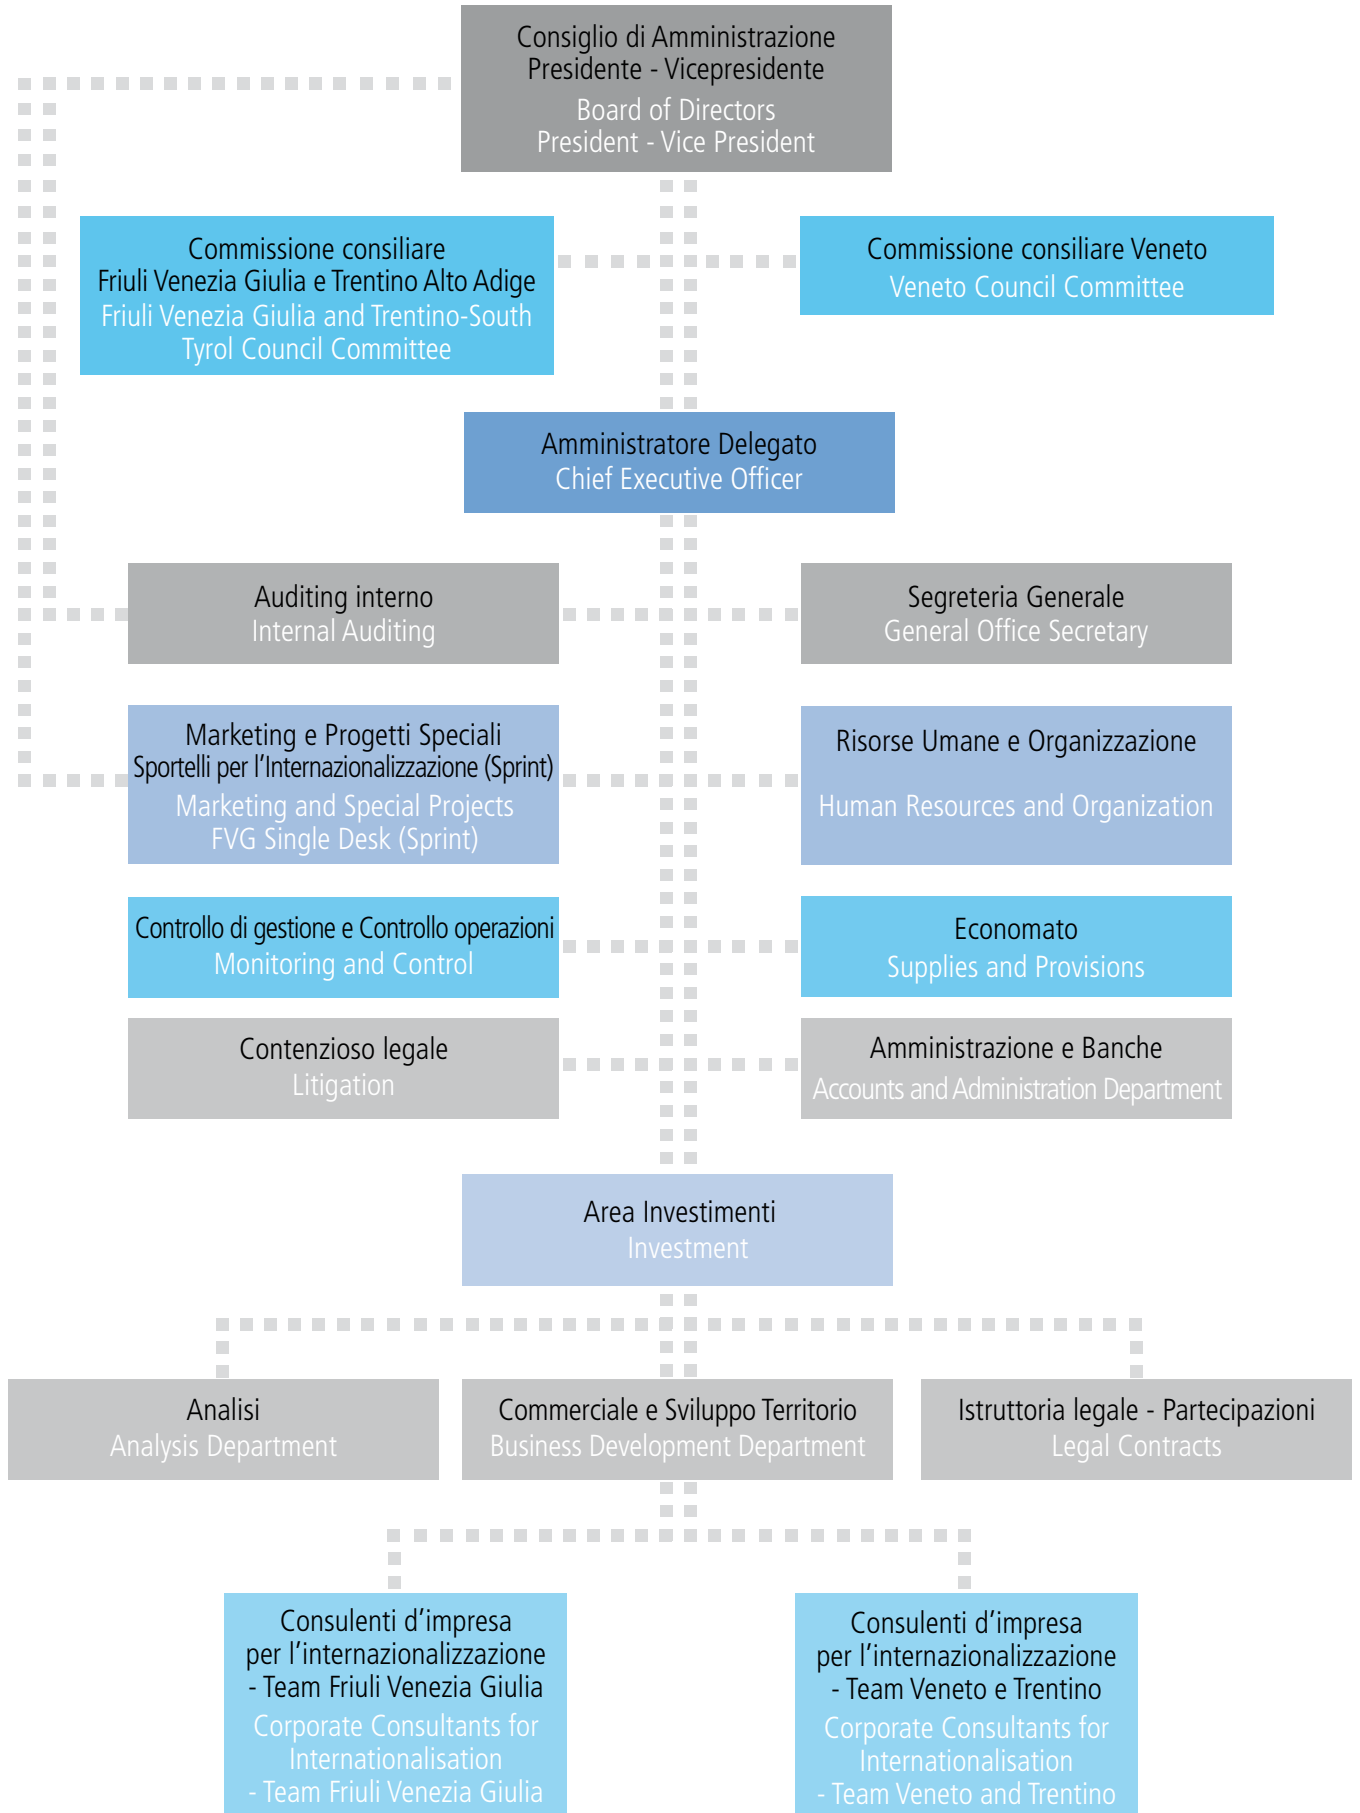 Consiglio di Amministrazione
Presidente - Vicepresidente
Board of Directors
President - Vice President
Commissione consiliare
Friuli Venezia Giulia e Trentino Alto Adige
Friuli Venezia Giulia and Trentino-South
Tyrol Council Committee
Commissione consiliare Veneto
Veneto Council Committee
Amministratore Delegato
Chief Executive Officer
Auditing interno
Internal Auditing
Segreteria Generale
General Office Secretary
Marketing e Progetti Speciali
Sportelli per l’Internazionalizzazione (Sprint)
Marketing and Special Projects
FVG Single Desk (Sprint)
Risorse Umane e Organizzazione
Human Resources and Organization
Controllo di gestione e Controllo operazioni
Monitoring and Control
Economato
Supplies and Provisions
Contenzioso legale
Litigation
Amministrazione e Banche
Accounts and Administration Department
Area Investimenti
Investment
Analisi
Analysis Department
Commerciale e Sviluppo Territorio
Business Development Department
Istruttoria legale - Partecipazioni
Legal Contracts
Consulenti d’impresa
per l’internazionalizzazione
- Team Friuli Venezia Giulia
Corporate Consultants for
Internationalisation
- Team Friuli Venezia Giulia
Consulenti d’impresa
per l’internazionalizzazione
- Team Veneto e Trentino
Corporate Consultants for
Internationalisation
- Team Veneto and Trentino